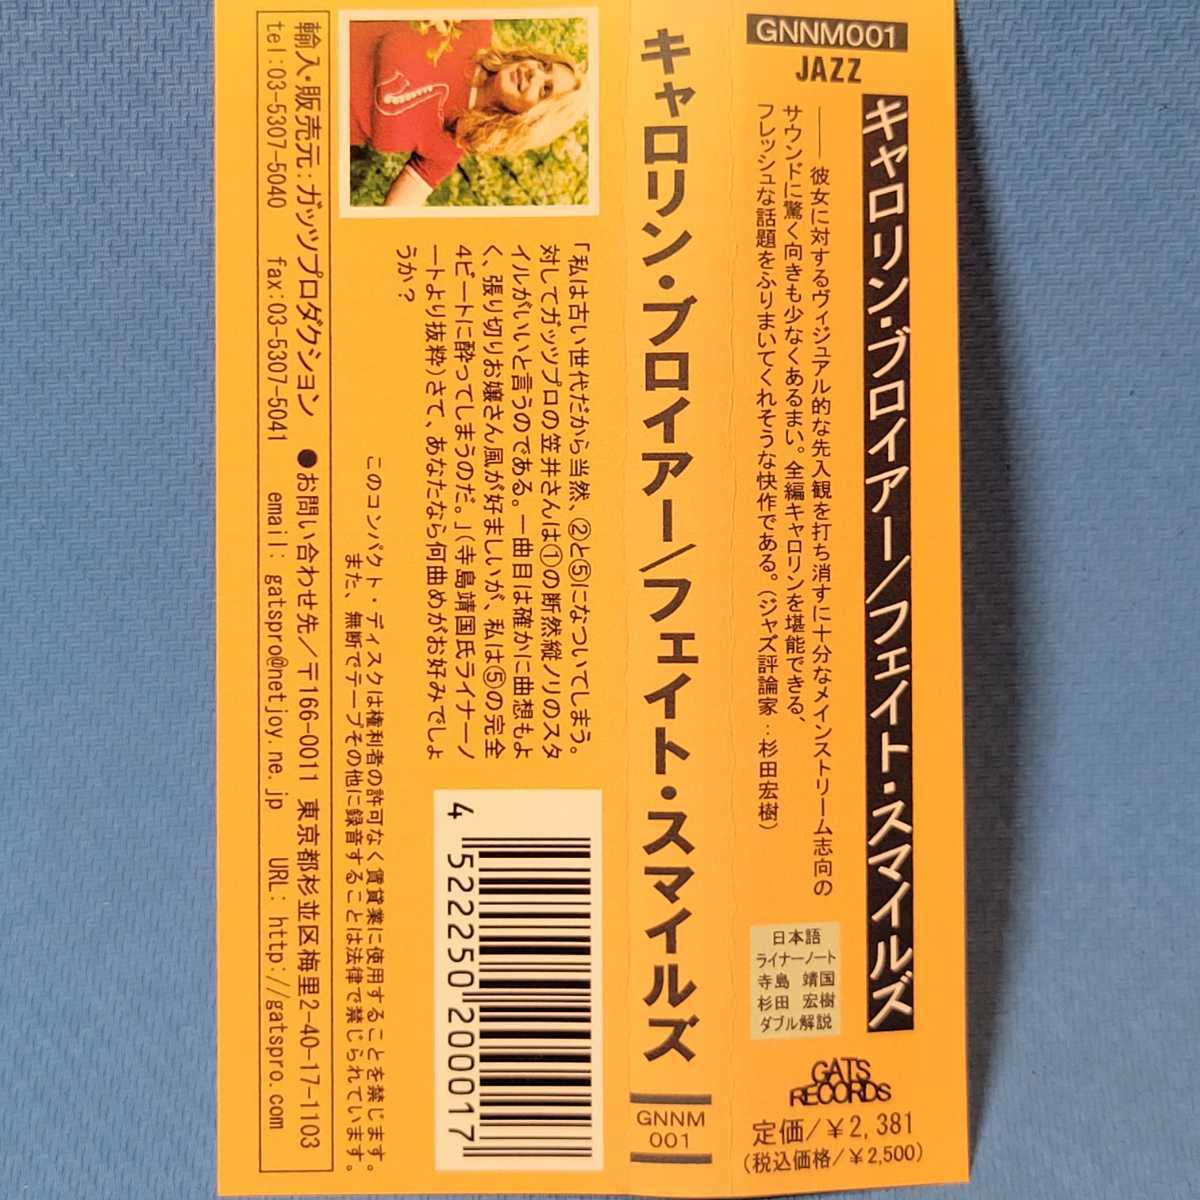 GNNM001
JAZZ
キャロリン・ブロイアー／フェイト・スマイルズ
―― 彼女に対するヴィジュアル的な先入観を打ち消すに十分なメインストリーム志向の
サウンドに驚く向きも少なくあるまい。全編キャロリンを堪能できる、
フレッシュな話題をふりまいてくれそうな快作である。（ジャズ評論家：杉田宏樹）
日本語
ライナーノート
寺島 靖国
杉田 宏樹
ダブル解説
GATS
RECORDS
定価/￥2,381
(税込価格/￥2,500)
キャロリン・ブロイアー／フェイト・スマイルズ
GNNM
001
「私は古い世代だから当然、②と⑤になついてしまう。
対してガッツプロの笠井さんは①の断然縦ノリのスタ
イルがいいと言うのである。一曲目は確かに曲想もよ
く、張り切りお嬢さん風が好ましいが、私は⑤の完全
4ビートに酔ってしまうのだ。」（寺島靖国氏ライナーノ
ートより抜粋）さて、あなたなら何曲めがお好みでしょ
うか？
4 522250 200017
このコンパクト・ディスクは権利者の許可なく賃貸業に使用することを禁じます。
また、無断でテープその他に録音することは法律で禁じられています。
輸入・販売元：ガッツプロダクション ●お問い合わせ先／〒166-0011 東京都杉並区梅里2-40-17-1103
tel:03-5307-5040 fax:03-5307-5041 email: gatspro@netjoy.ne.jp URL: http://gatspro.com